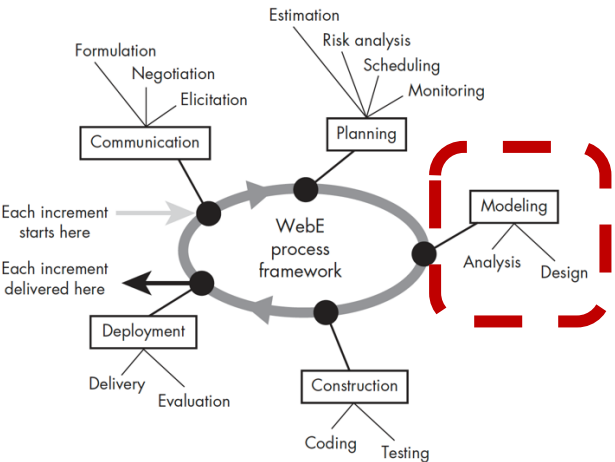 Estimation
Risk analysis
Scheduling
Monitoring
Planning
Formulation
Negotiation
Elicitation
Communication
Each increment
starts here
WebE
process
framework
Modeling
Analysis
Design
Each increment
delivered here
Deployment
Delivery
Evaluation
Construction
Coding
Testing